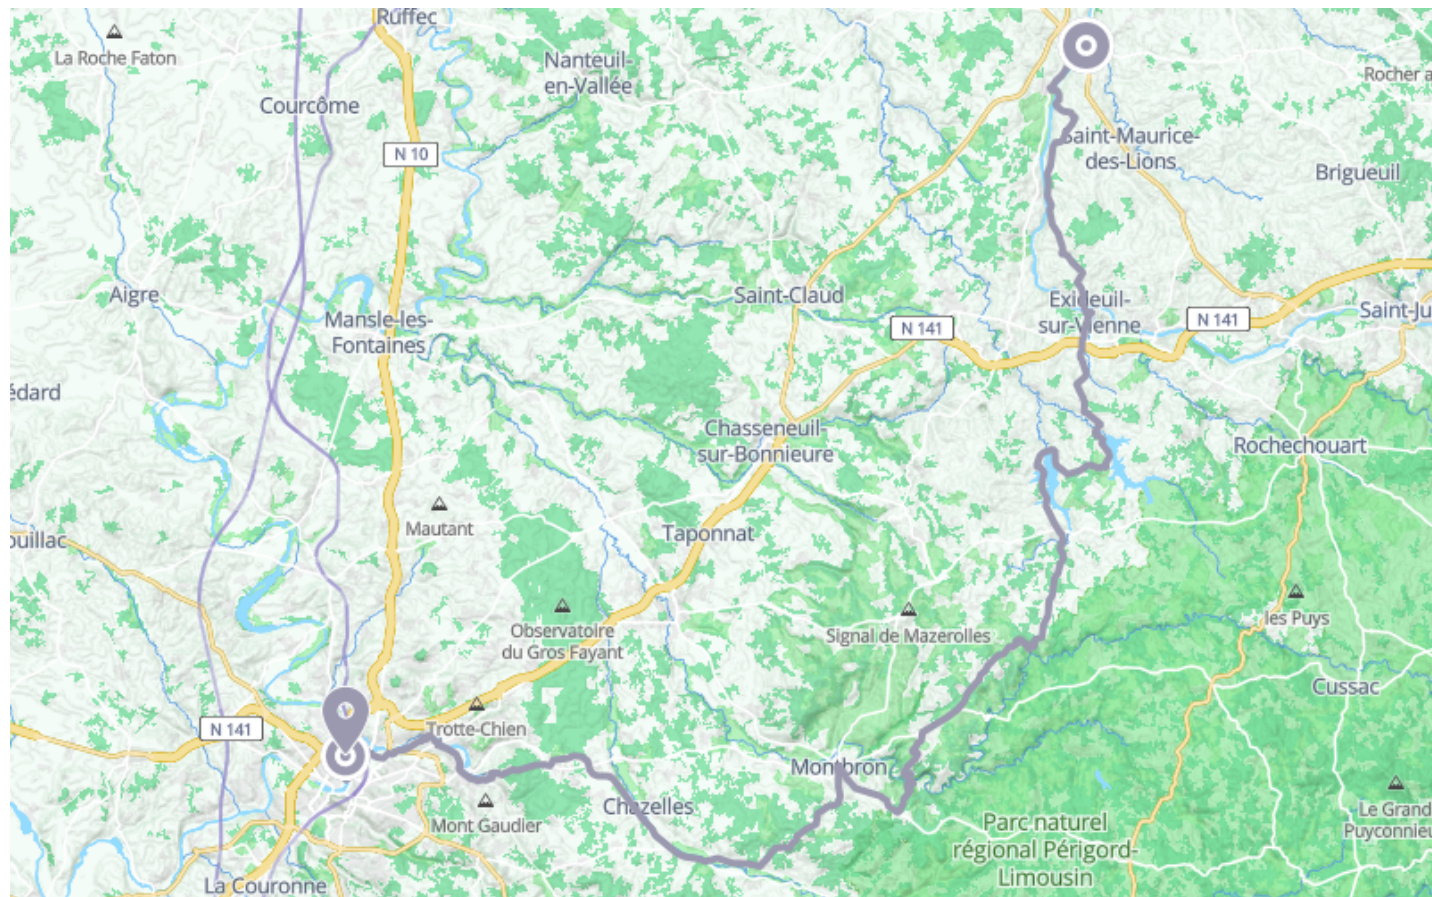 Ruffec
La Roche Faton
Nanteuil-
en-Vallée
Rocher a
Courcôme
Saint-Maurice-
des-Lions
N 10
Brigueuil
Aigre
Saint-Claud
Exideuil-
sur-Vienne
Mansle-les-
Fontaines
N 141
N 141
Saint-Ju
édard
Chasseneuil-
sur-Bonnieure
Rochechouart
Mautant
Taponnat
ouillac
Observatoire
du Gros Fayant
Signal de Mazerolles
les Puys
Cussac
N 141
Trotte-Chien
Montbron
Chazelles
Mont Gaudier
Parc naturel
régional Périgord-
Limousin
Le Grand
Puyconnieu
La Couronne